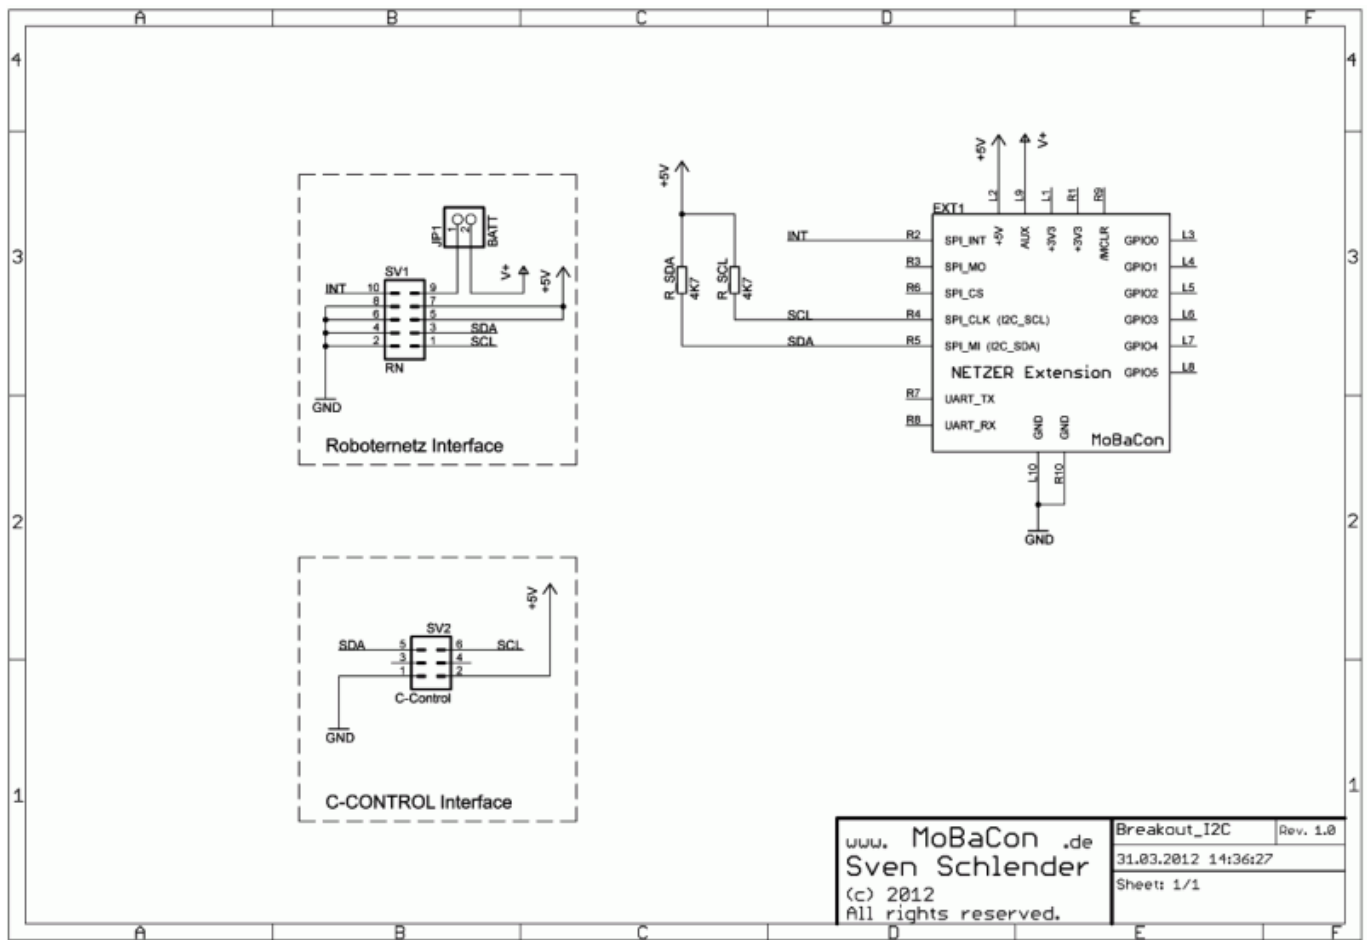 A B C D E F
4 4
+5V V+
+5V
L2 L9 L1 R1 R9
EXT1
JP1 1 2 BATT
INT R2 SPI_INT +5V AUX +3V3 +3V3 /MCLR GPIO0 L3
3 3
R3 SPI_MO GPIO1 L4
SV1 V+ +5V
R_SDA 4K7 R_SCL 4K7
INT 10 9
R6 SPI_CS GPIO2 L5
8 7
6 5
SCL R4 SPI_CLK (I2C_SCL) GPIO3 L6
4 3 SDA
2 1 SCL
SDA R5 SPI_MI (I2C_SDA) GPIO4 L7
RN
NETZER Extension GPIO5 L8
GND
R7 UART_TX
R8 UART_RX
GND GND
MoBaCon
Roboternetz Interface
L10 R10
2 2
GND
+5V
SV2
SDA 5 6 SCL
3 4
1 2
C-Control
GND
1 1
C-CONTROL Interface
www. MoBaCon .de
Sven Schlender
(c) 2012
All rights reserved.
Breakout_I2C Rev. 1.0
31.03.2012 14:36:27
Sheet: 1/1
A B C D E F